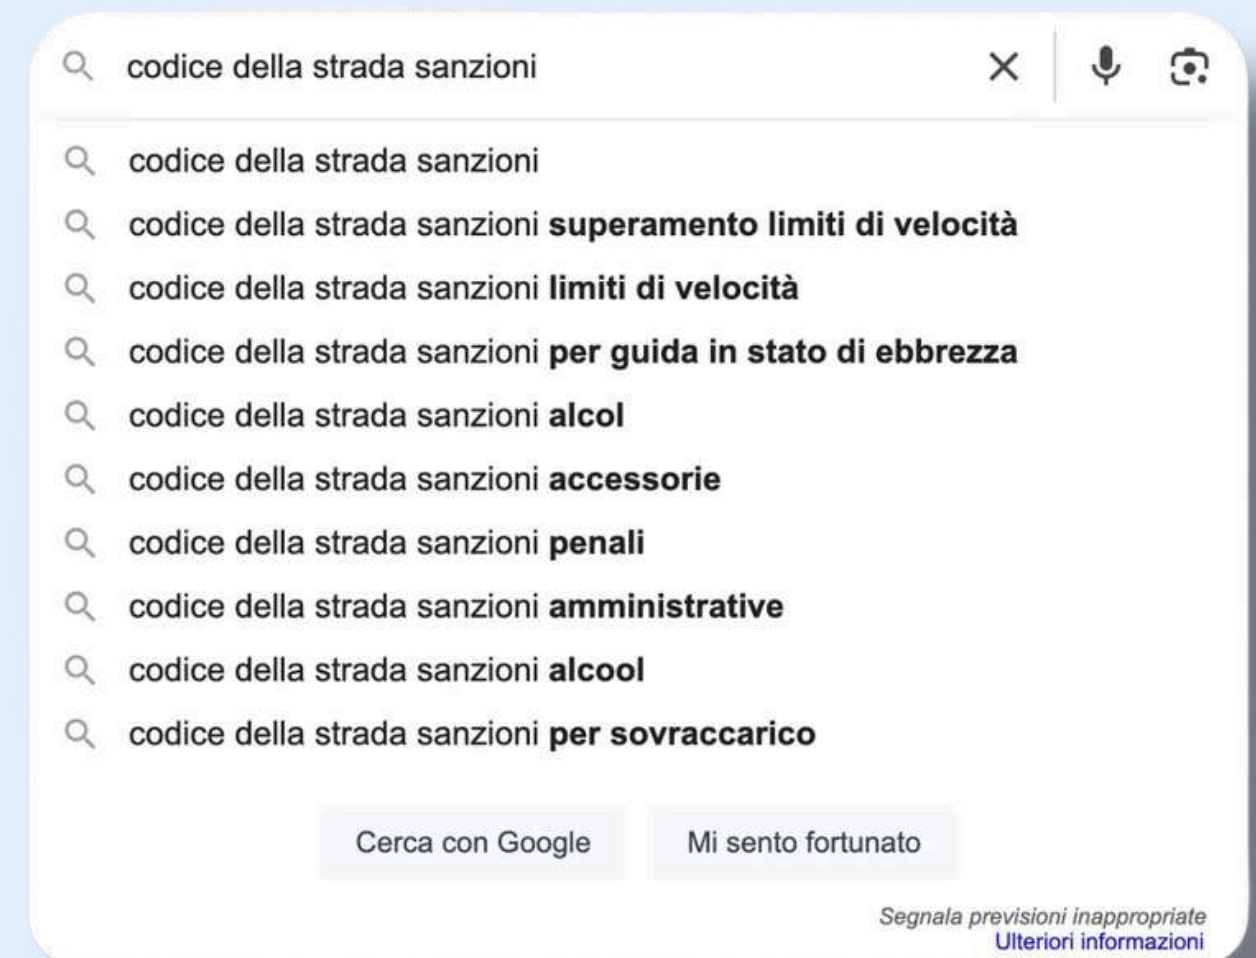 codice della strada sanzioni
codice della strada sanzioni
codice della strada sanzioni superamento limiti di velocità
codice della strada sanzioni limiti di velocità
codice della strada sanzioni per guida in stato di ebbrezza
codice della strada sanzioni alcol
codice della strada sanzioni accessorie
codice della strada sanzioni penali
codice della strada sanzioni amministrative
codice della strada sanzioni alcool
codice della strada sanzioni per sovraccarico
Cerca con Google Mi sento fortunato
Segnala previsioni inappropriate
Ulteriori informazioni